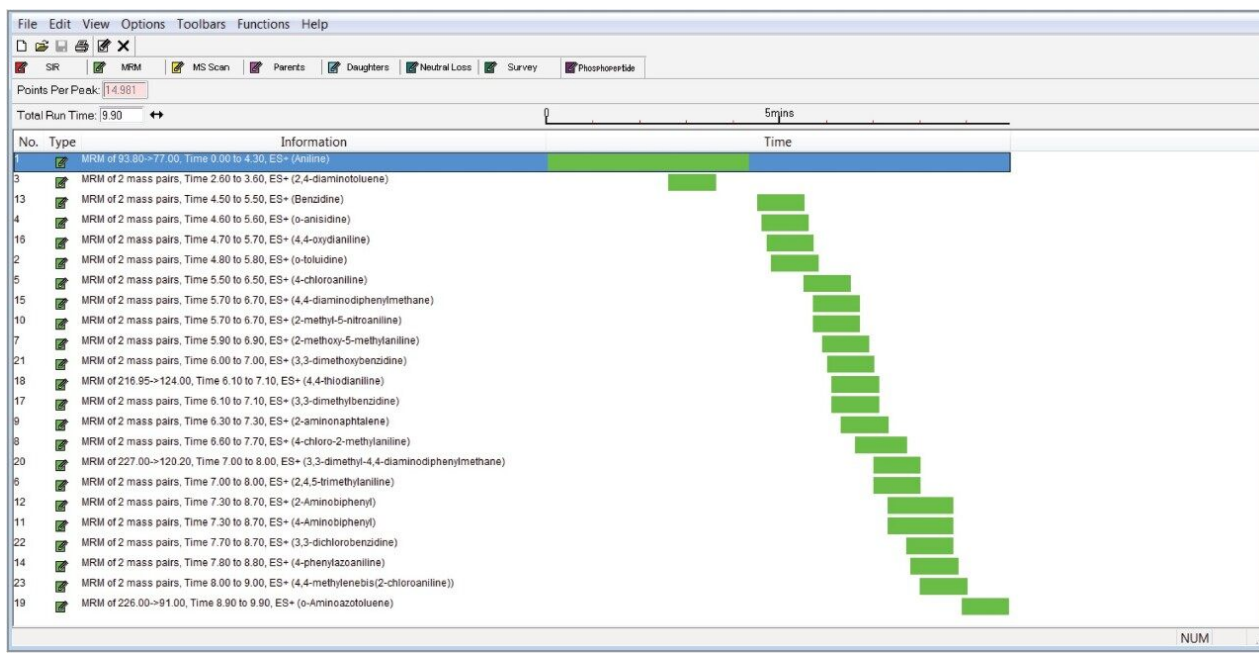 File Edit View Options Toolbars Functions Help
SIR MRM MS Scan Parents Daughters Neutral Loss Survey Phosphopeptide
Points Per Peak: 14.981
Total Run Time: 9.90 0 5mins
No. Type Information Time
1 MRM of 93.80->77.00, Time 0.00 to 4.30, ES+ (Aniline)
3 MRM of 2 mass pairs, Time 2.60 to 3.60, ES+ (2,4-diaminotoluene)
13 MRM of 2 mass pairs, Time 4.50 to 5.50, ES+ (Benzidine)
4 MRM of 2 mass pairs, Time 4.60 to 5.60, ES+ (o-anisidine)
16 MRM of 2 mass pairs, Time 4.70 to 5.70, ES+ (4,4-oxydianiline)
2 MRM of 2 mass pairs, Time 4.80 to 5.80, ES+ (o-toluidine)
5 MRM of 2 mass pairs, Time 5.50 to 6.50, ES+ (4-chloroaniline)
15 MRM of 2 mass pairs, Time 5.70 to 6.70, ES+ (4,4-diaminodiphenylmethane)
10 MRM of 2 mass pairs, Time 5.70 to 6.70, ES+ (2-methyl-5-nitroaniline)
7 MRM of 2 mass pairs, Time 5.90 to 6.90, ES+ (2-methoxy-5-methylaniline)
21 MRM of 2 mass pairs, Time 6.00 to 7.00, ES+ (3,3-dimethoxybenzidine)
18 MRM of 216.95->124.00, Time 6.10 to 7.10, ES+ (4,4-thiodianiline)
17 MRM of 2 mass pairs, Time 6.10 to 7.10, ES+ (3,3-dimethylbenzidine)
9 MRM of 2 mass pairs, Time 6.30 to 7.30, ES+ (2-aminonaphtalene)
8 MRM of 2 mass pairs, Time 6.60 to 7.70, ES+ (4-chloro-2-methylaniline)
20 MRM of 227.00->120.20, Time 7.00 to 8.00, ES+ (3,3-dimethyl-4,4-diaminodiphenylmethane)
6 MRM of 2 mass pairs, Time 7.00 to 8.00, ES+ (2,4,5-trimethylaniline)
12 MRM of 2 mass pairs, Time 7.30 to 8.70, ES+ (2-Aminobiphenyl)
11 MRM of 2 mass pairs, Time 7.30 to 8.70, ES+ (4-Aminobiphenyl)
22 MRM of 2 mass pairs, Time 7.70 to 8.70, ES+ (3,3-dichlorobenzidine)
14 MRM of 2 mass pairs, Time 7.80 to 8.80, ES+ (4-phenylazoaniline)
23 MRM of 2 mass pairs, Time 8.00 to 9.00, ES+ (4,4-methylenebis(2-chloroaniline))
19 MRM of 226.00->91.00, Time 8.90 to 9.90, ES+ (o-Aminoazotoluene)
NUM